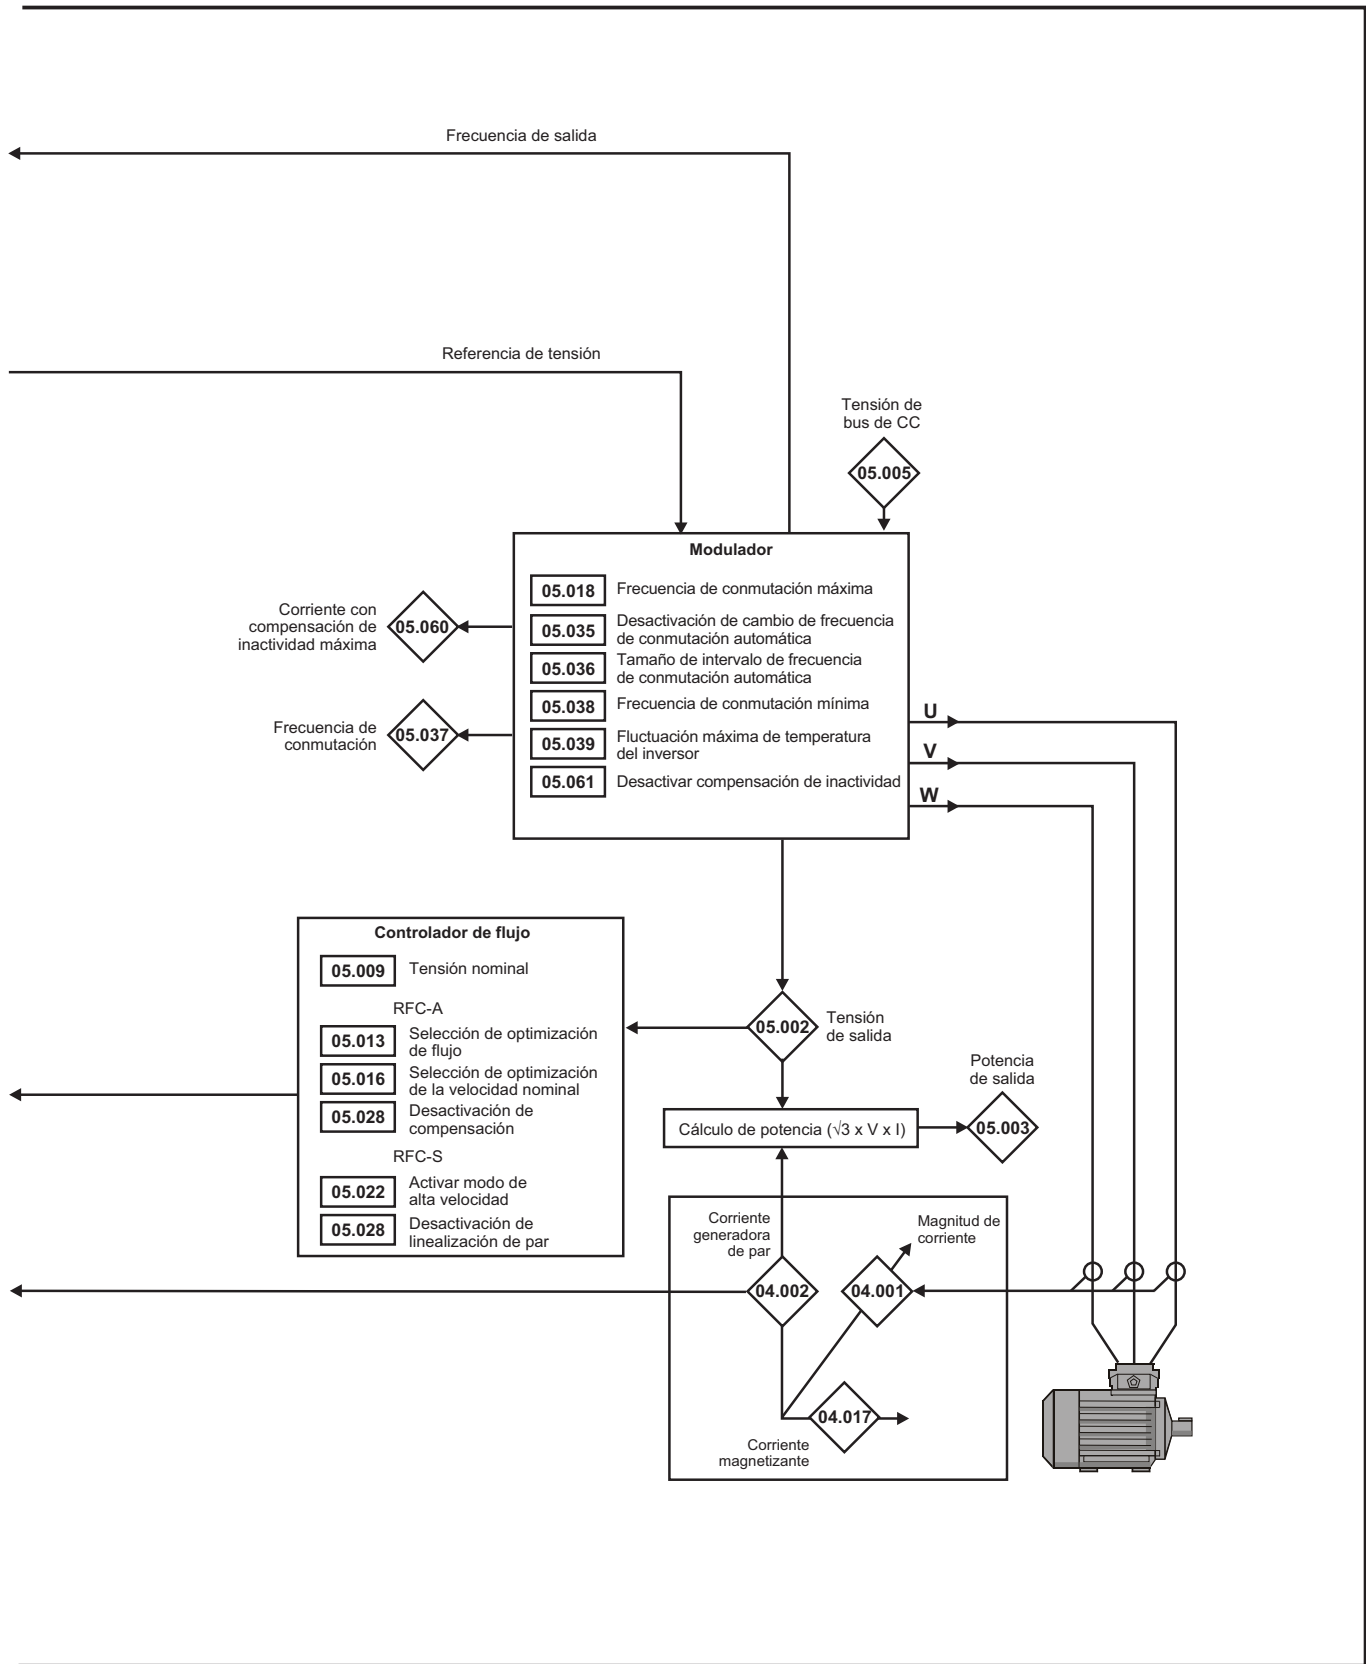 Frecuencia de salida
Referencia de tensión
Tensión de
bus de CC
05.005
Modulador
05.018 Frecuencia de conmutación máxima
05.035 Desactivación de cambio de frecuencia
de conmutación automática
05.036 Tamaño de intervalo de frecuencia
de conmutación automática
05.038 Frecuencia de conmutación mínima
05.039 Fluctuación máxima de temperatura
del inversor
05.061 Desactivar compensación de inactividad
Corriente con
compensación de
inactividad máxima
05.060
Frecuencia de
conmutación
05.037
U
V
W
Controlador de flujo
05.009 Tensión nominal
RFC-A
05.013 Selección de optimización
de flujo
05.016 Selección de optimización
de la velocidad nominal
05.028 Desactivación de
compensación
RFC-S
05.022 Activar modo de
alta velocidad
05.028 Desactivación de
linealización de par
05.002
Tensión
de salida
Potencia
de salida
05.003
Cálculo de potencia (√3 x V x I)
Corriente
generadora
de par
04.002
Magnitud de
corriente
04.001
04.017
Corriente
magnetizante